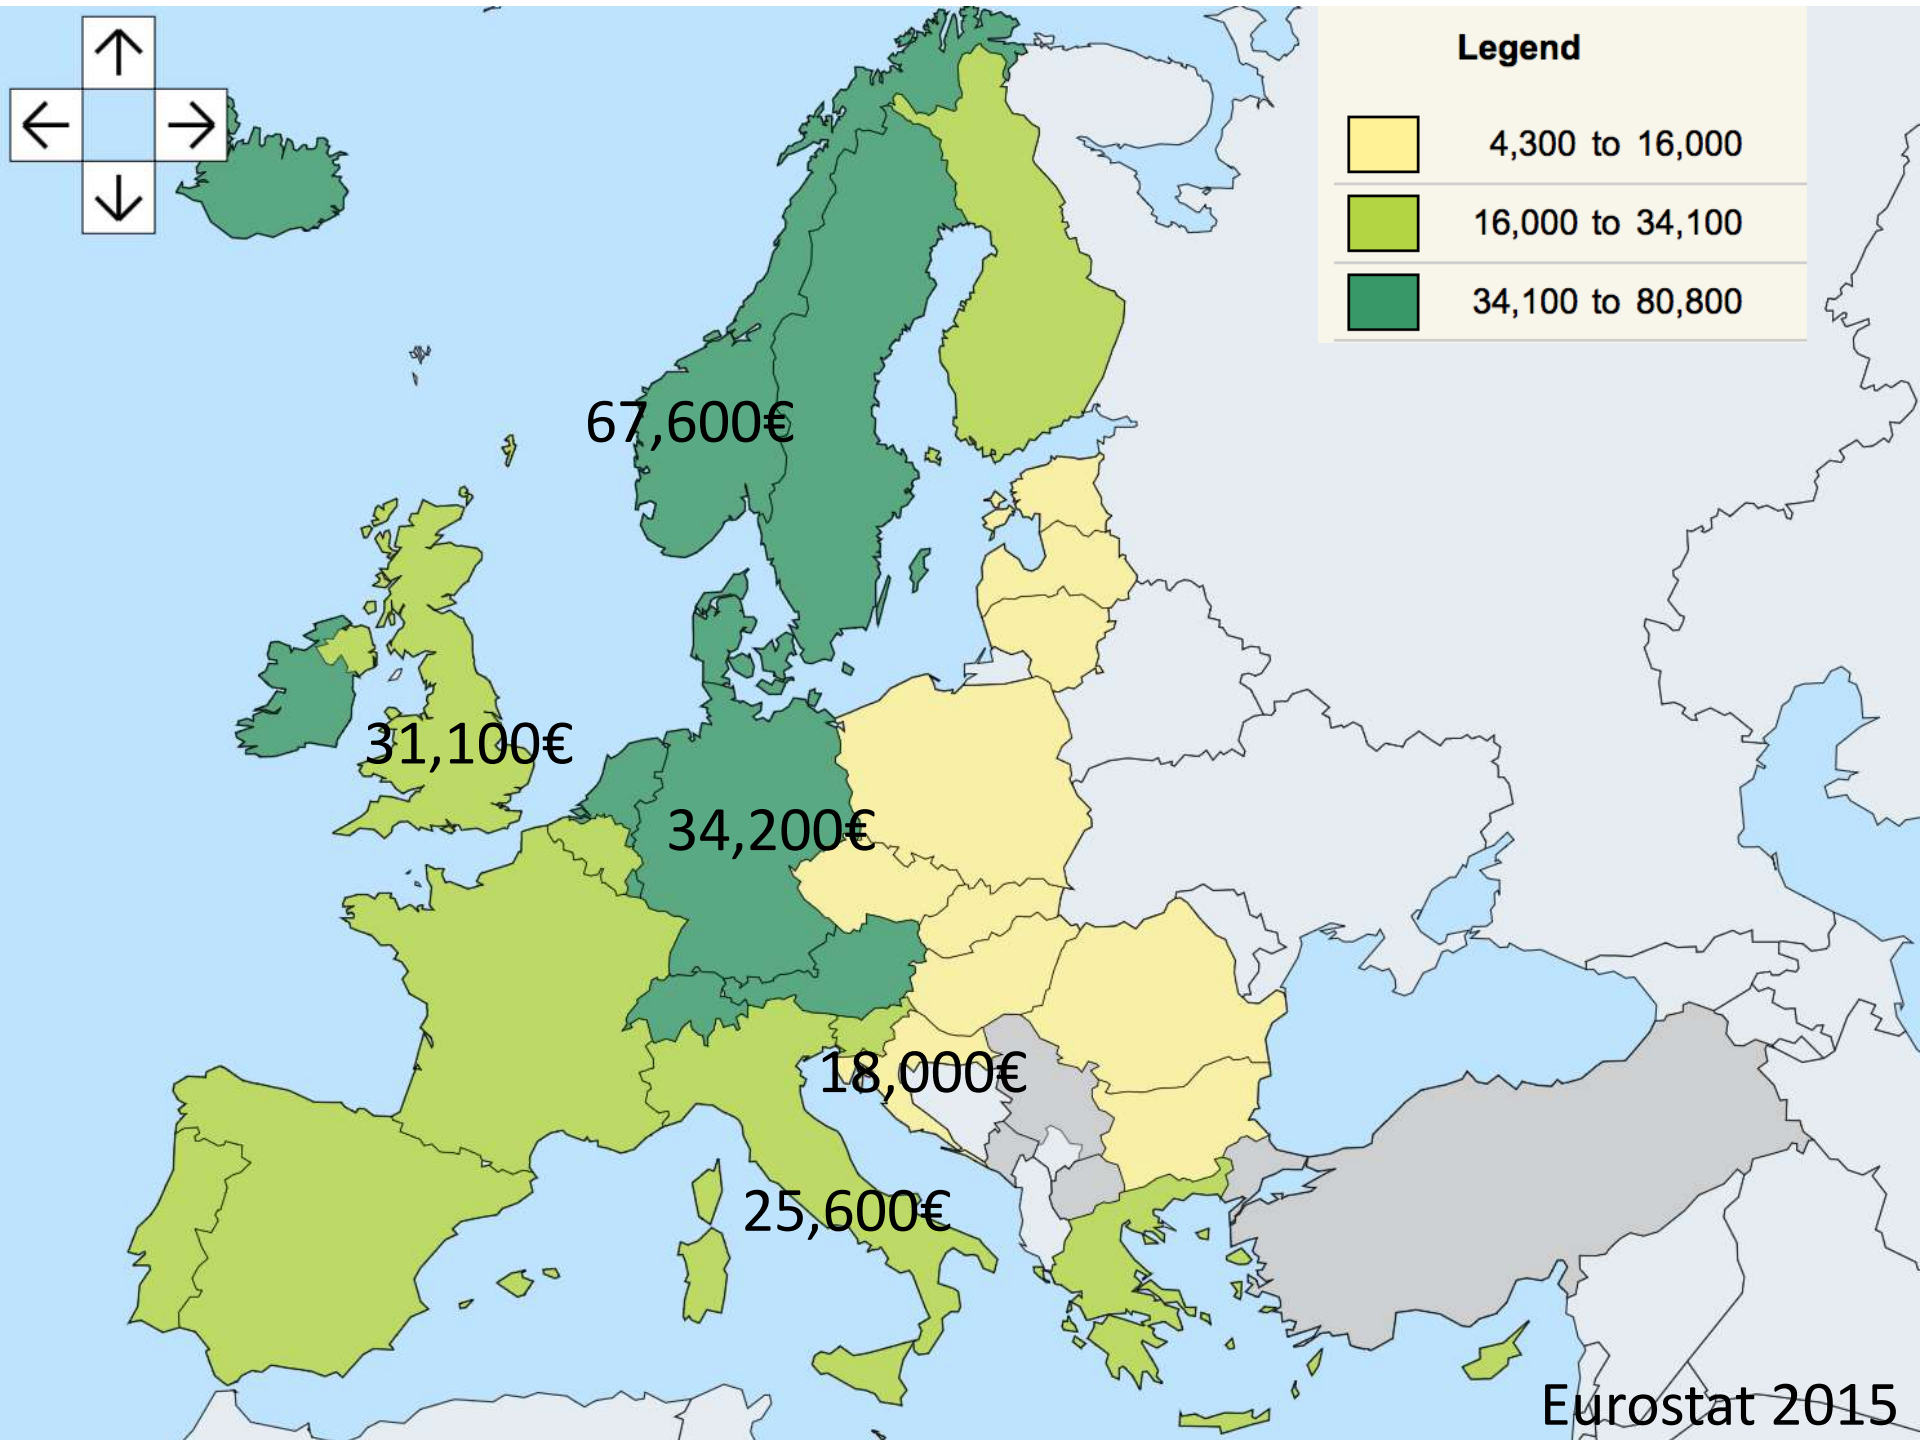 Legend
4,300 to 16,000
16,000 to 34,100
34,100 to 80,800
67,600€
31,100€
34,200€
18,000€
25,600€
Eurostat 2015